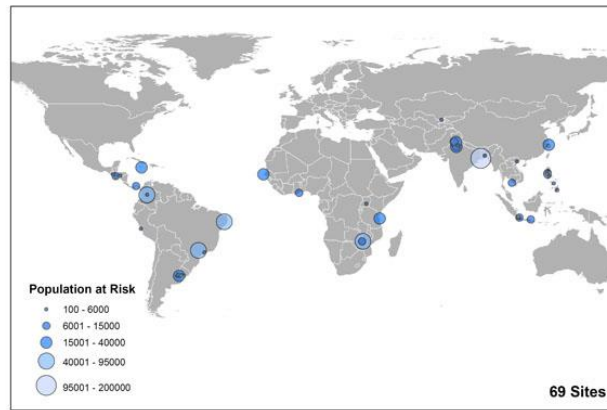 Population at Risk
100 - 6000
6001 - 15000
15001 - 40000
40001 - 95000
95001 - 200000
69 Sites